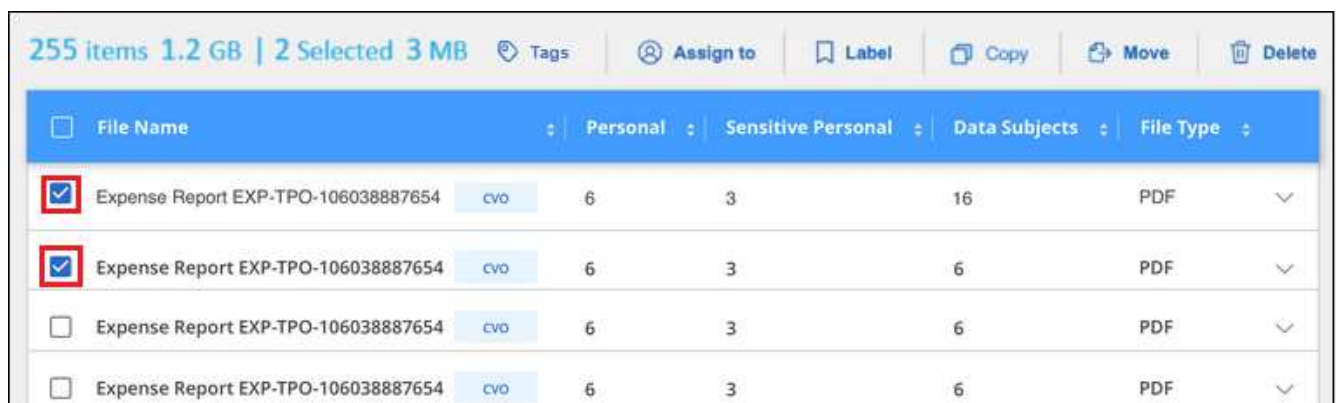 255 items 1.2 GB | 2 Selected 3 MB Tags Assign to Label Copy Move Delete
File Name Personal Sensitive Personal Data Subjects File Type
Expense Report EXP-TPO-106038887654 CVO 6 3 16 PDF
Expense Report EXP-TPO-106038887654 CVO 6 3 6 PDF
Expense Report EXP-TPO-106038887654 CVO 6 3 6 PDF
Expense Report EXP-TPO-106038887654 CVO 6 3 6 PDF